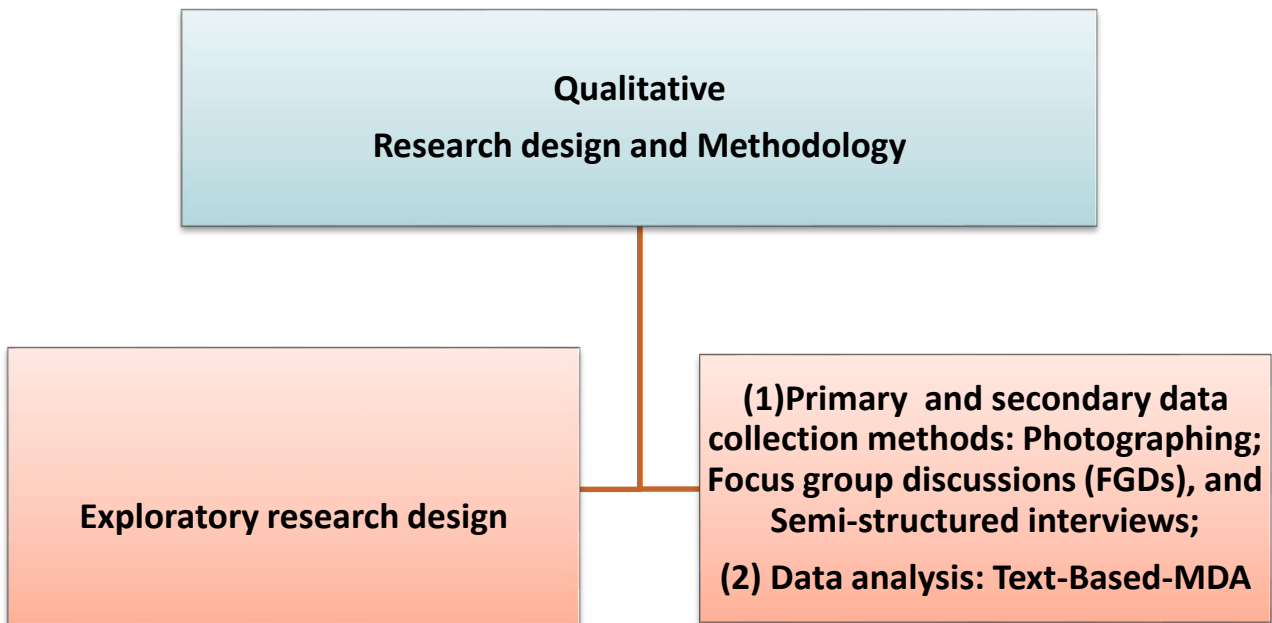 Qualitative
Research design and Methodology
Exploratory research design
(1)Primary  and secondary data
collection methods: Photographing;
Focus group discussions (FGDs), and
Semi-structured interviews;
(2) Data analysis: Text-Based-MDA